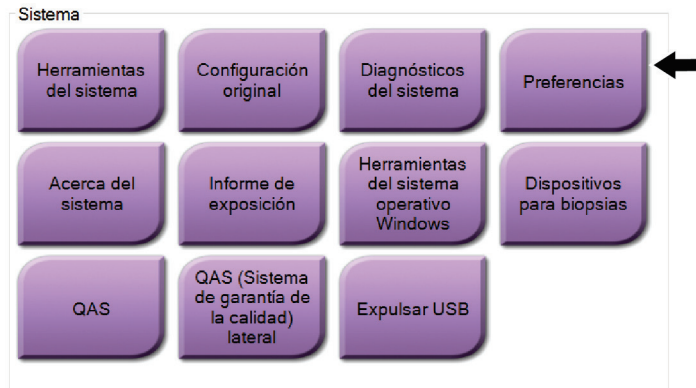 Sistema
Herramientas
del sistema
Configuración
original
Diagnósticos
del sistema
Preferencias
Acerca del
sistema
Informe de
exposición
Herramientas
del sistema
operativo
Windows
Dispositivos
para biopsias
QAS
QAS (Sistema
de garantía de
la calidad)
lateral
Expulsar USB